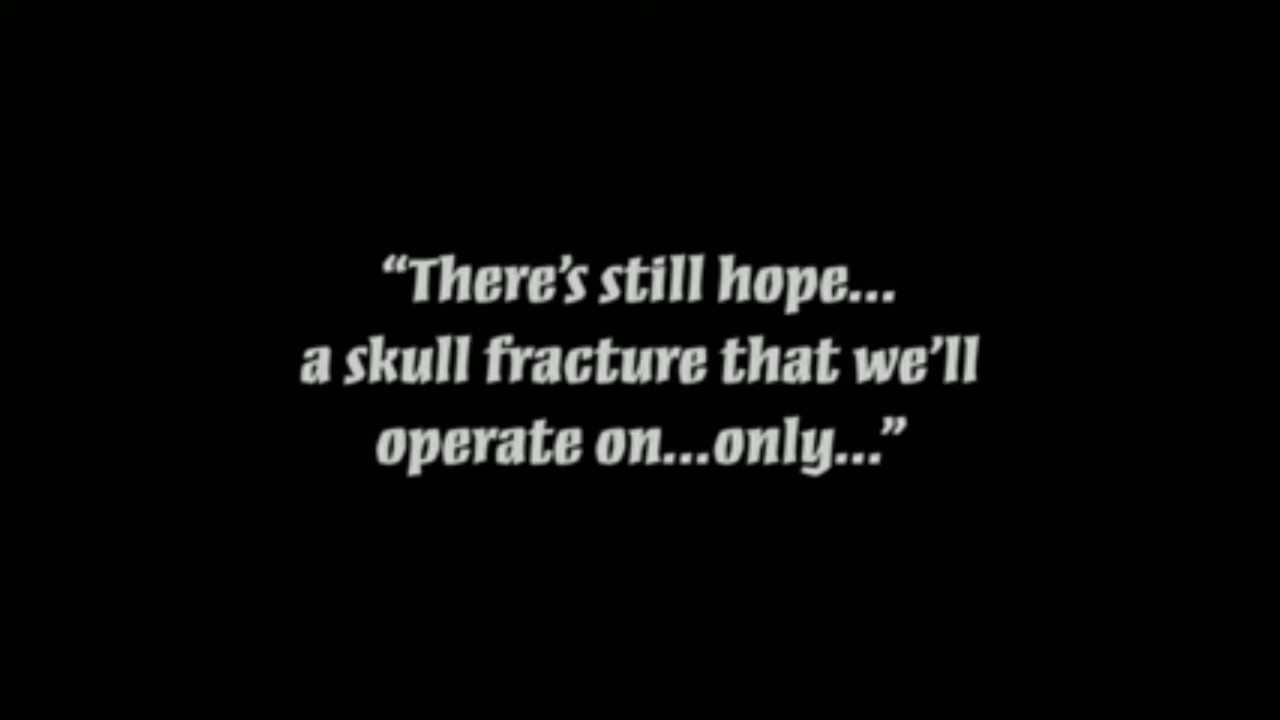 “There’s still hope...
a skull fracture that we’ll
operate on...only...”